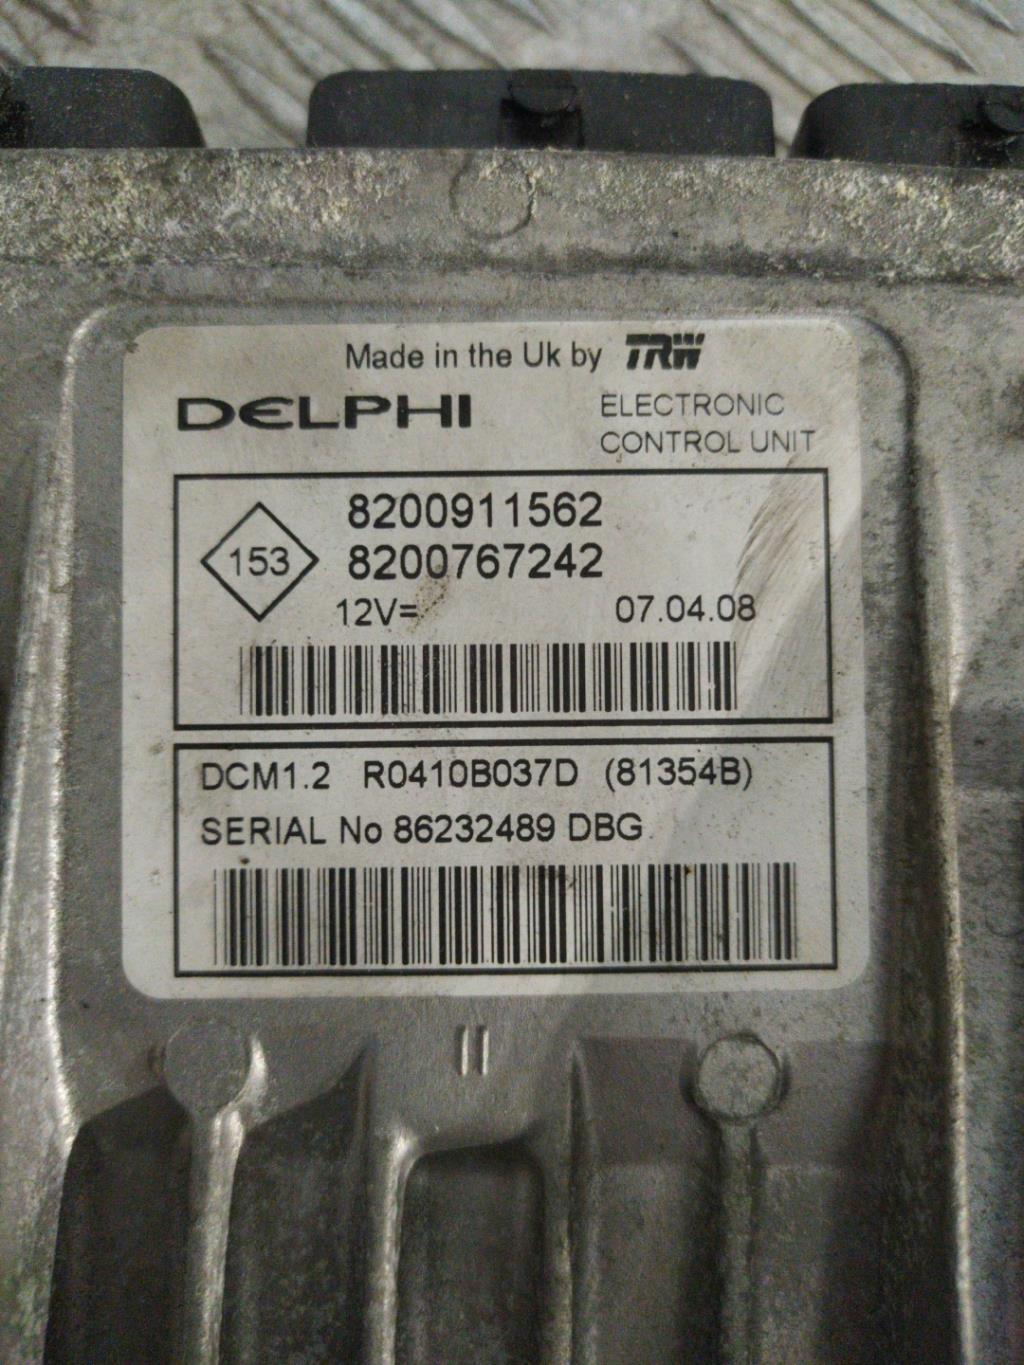 Made in the Uk by TRW
DELPHI
ELECTRONIC
CONTROL UNIT
153
8200911562
8200767242
12V=
07.04.08
DCM1.2 R0410B037D (81354B)
SERIAL No 86232489 DBG